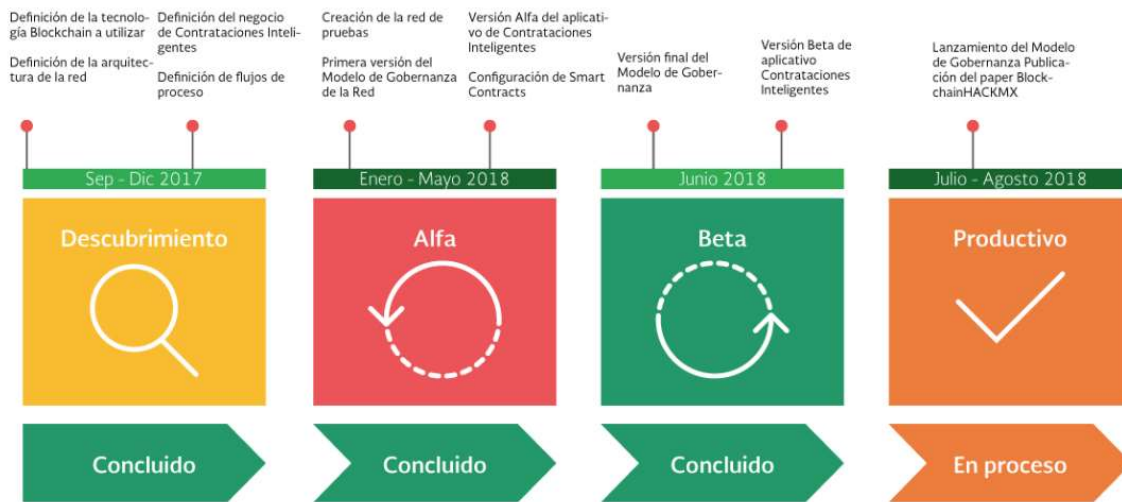 Definición de la tecnolo-
gía Blockchain a utilizar
Definición de la arquitec-
tura de la red
Definición del negocio
de Contrataciones Inteli-
gentes
Definición de flujos de
proceso
Creación de la red de
pruebas
Primera versión del
Modelo de Gobernanza
de la Red
Versión Alfa del aplicati-
vo de Contrataciones
Inteligentes
Configuración de Smart
Contracts
Versión final del
Modelo de Gober-
nanza
Versión Beta de
aplicativo
Contrataciones
Inteligentes
Lanzamiento del Modelo
de Gobernanza Publica-
ción del paper Block-
chainHACKMX
Sep - Dic 2017
Enero - Mayo 2018
Junio 2018
Julio - Agosto 2018
Descubrimiento
Alfa
Beta
Productivo
Concluido
Concluido
Concluido
En proceso